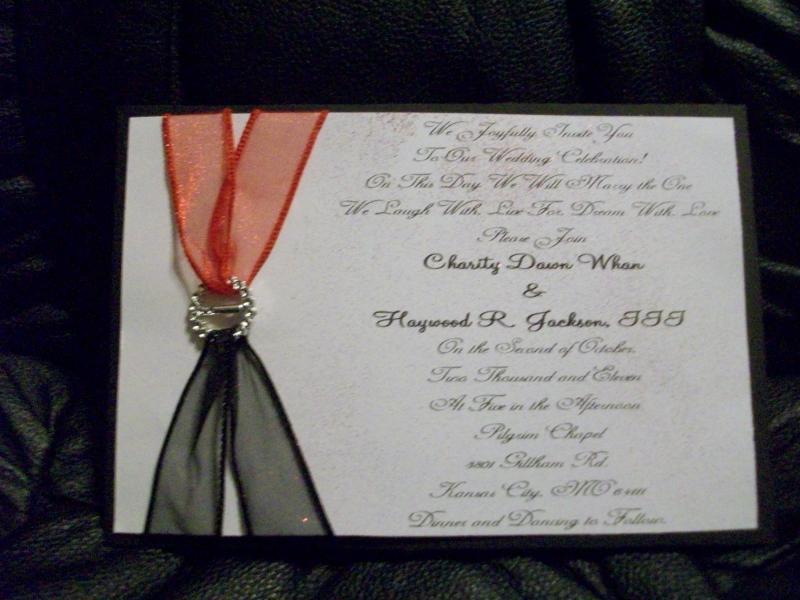 We Joyfully Invite You
To Our Wedding Celebration!
On This Day We Will Marry the One
We Laugh With, Live For, Dream With, Love
Please Join
Charity Dawn Whan
&
Haywood R. Jackson, III
On the Second of October,
Two Thousand and Eleven
At Five in the Afternoon
Pilgrim Chapel
3801 Gillham Rd.
Kansas City, MO 64111
Dinner and Dancing to Follow.